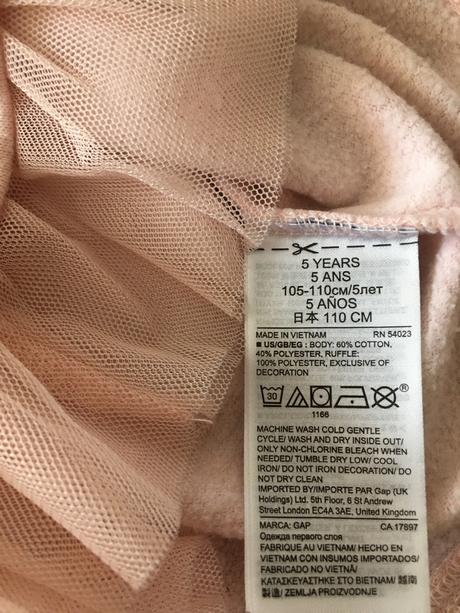 5 YEARS
5 ANS
105-110см/5лет
5 AÑOS
日本 110 CM
MADE IN VIETNAM RN 54023
■ US/GB/EG : BODY: 60% COTTON,
40% POLYESTER, RUFFLE:
100% POLYESTER, EXCLUSIVE OF
DECORATION
30 ®
1166
MACHINE WASH COLD GENTLE
CYCLE/ WASH AND DRY INSIDE OUT/
ONLY NON-CHLORINE BLEACH WHEN
NEEDED/ TUMBLE DRY LOW/ COOL
IRON/ DO NOT IRON DECORATION/ DO
NOT DRY CLEAN
IMPORTED BY/IMPORTE PAR Gap (UK
Holdings) Ltd. 5th Floor, 6 St Andrew
Street London EC4A 3AE, United Kingdom
MARCA: GAP CA 17897
Одежда первого слоя
FABRIQUE AU VIETNAM/ HECHO EN
VIETNAM CON INSUMOS IMPORTADOS/
FABRICADO NO VIETNÃ/
ΚΑΤΑΣΚΕΥΑΣΤΗΚΕ ΣΤΟ ΒΙΕΤΝΑΜ/ 越南
製造/ ZEMLJA PROIZVODNJE